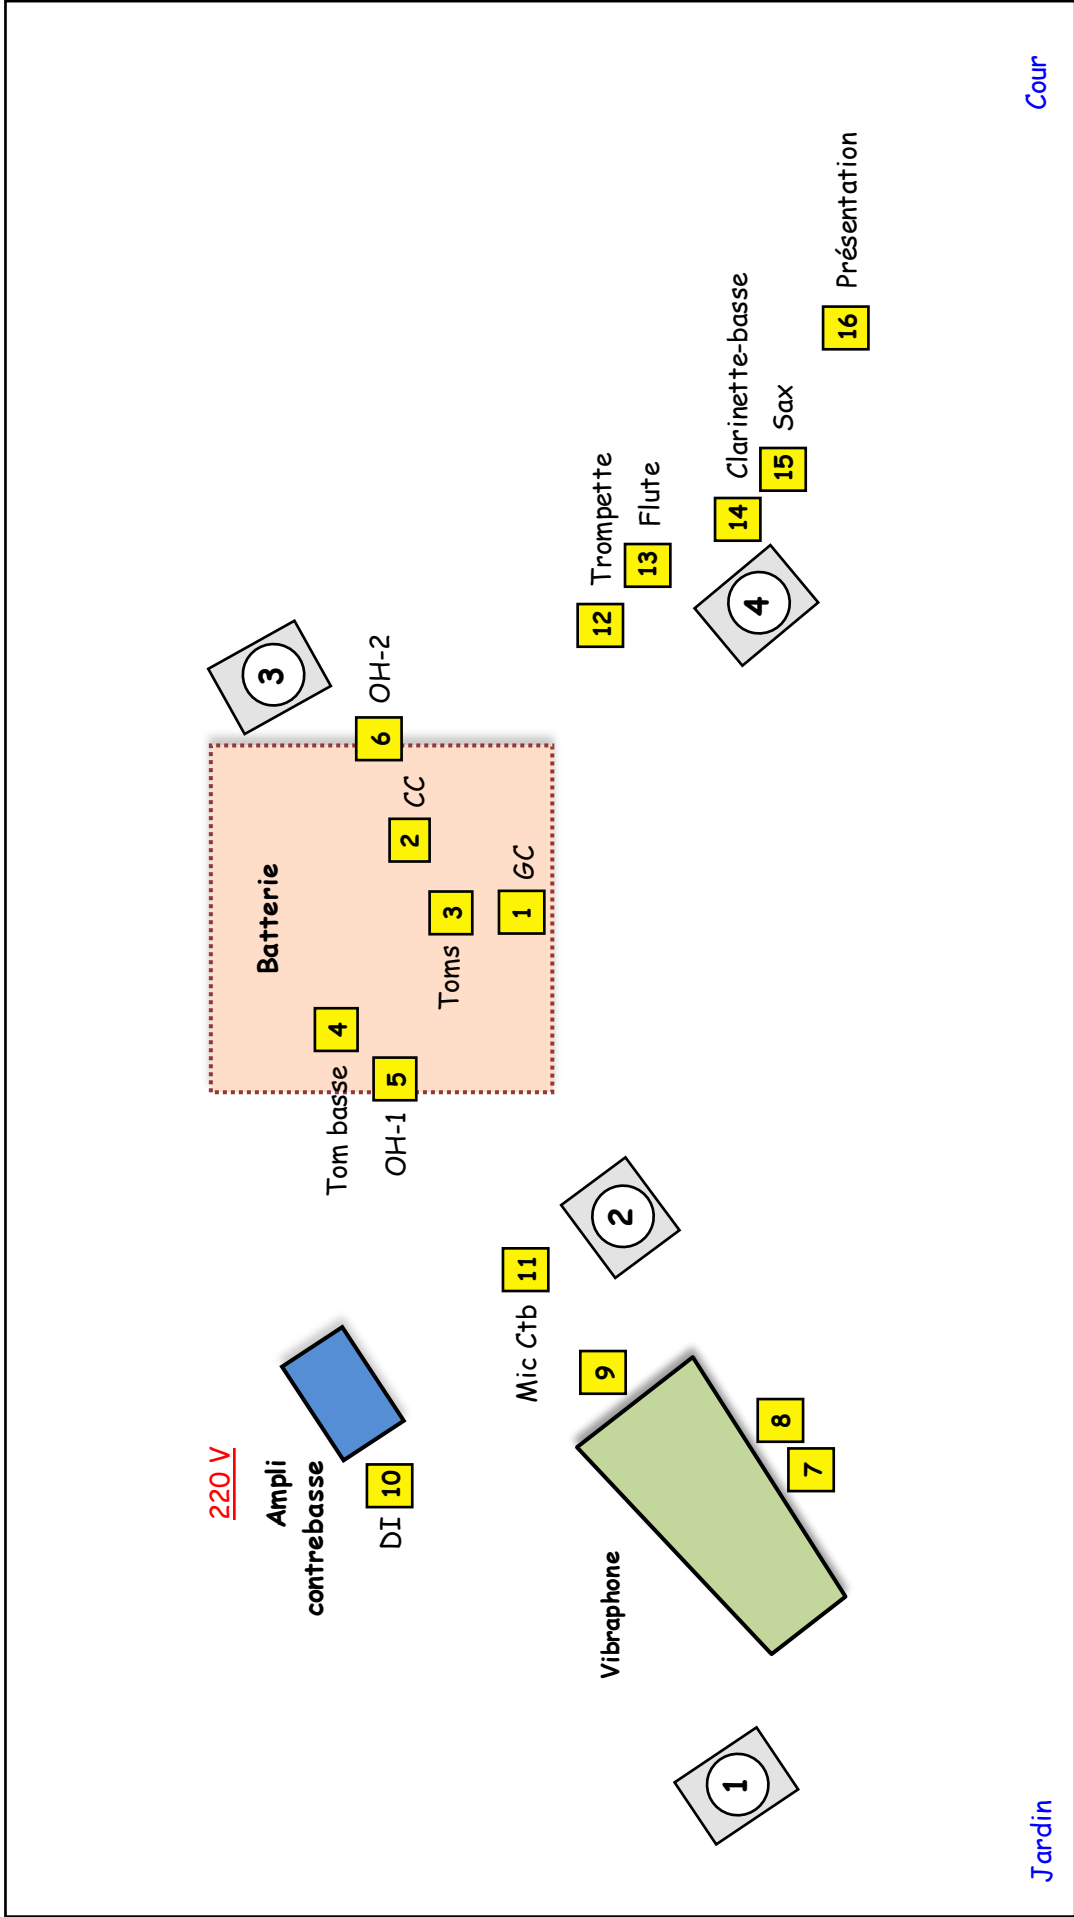 220 V
Ampli
contrebasse
Batterie
3
Tom basse 4
DI 10
OH-1 5
6 OH-2
2 CC
Toms 3
Mic Ctb 11
1 GC
Vibraphone
9
2
12 Trompette
13 Flute
1
4
14 Clarinette-basse
8
15 Sax
7
16 Présentation
Jardin
Cour